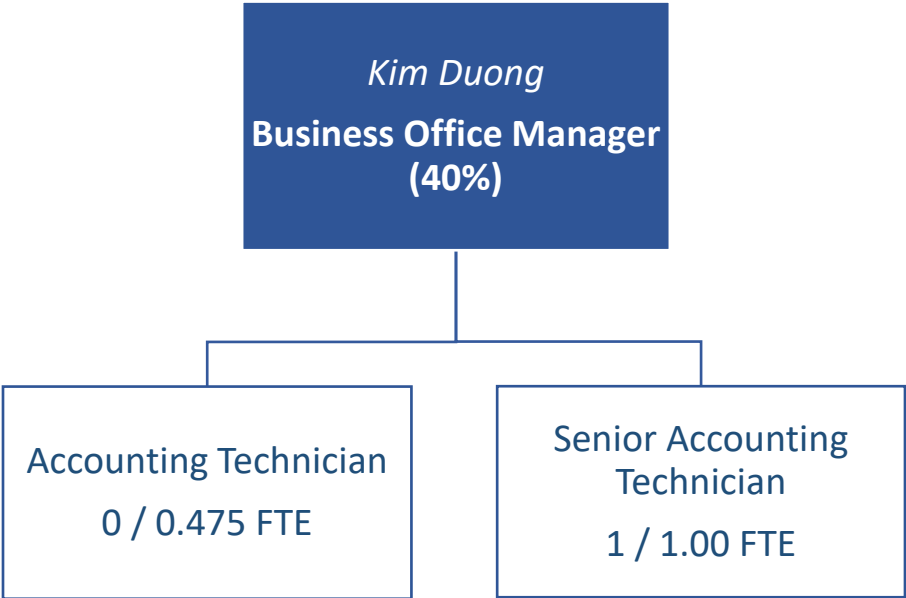 Kim Duong
Business Office Manager
(40%)
Accounting Technician
0 / 0.475 FTE
Senior Accounting
Technician
1 / 1.00 FTE